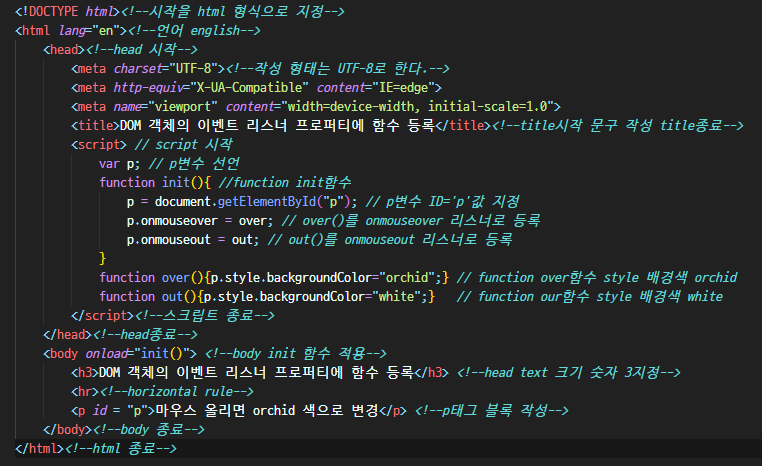 <!DOCTYPE html><!--시작을 html 형식으로 지정-->
<html lang="en"><!--언어 english-->
<head><!--head 시작-->
<meta charset="UTF-8"><!--작성 형태는 UTF-8로 한다.-->
<meta http-equiv="X-UA-Compatible" content="IE=edge">
<meta name="viewport" content="width=device-width, initial-scale=1.0">
<title>DOM 객체의 이벤트 리스너 프로퍼티에 함수 등록</title><!--title시작 문구 작성 title종료-->
<script> // script 시작
var p; // p변수 선언
function init(){ //function init함수
p = document.getElementById("p"); // p변수 ID='p'값 지정
p.onmouseover = over; // over()를 onmouseover 리스너로 등록
p.onmouseout = out; // out()를 onmouseout 리스너로 등록
}
function over(){p.style.backgroundColor="orchid";} // function over함수 style 배경색 orchid
function out(){p.style.backgroundColor="white";} // function our함수 style 배경색 white
</script><!--스크립트 종료-->
</head><!--head종료-->
<body onload="init()"> <!--body init 함수 적용-->
<h3>DOM 객체의 이벤트 리스너 프로퍼티에 함수 등록</h3> <!--head text 크기 숫자 3지정-->
<hr><!--horizontal rule-->
<p id = "p">마우스 올리면 orchid 색으로 변경</p> <!--p태그 블록 작성-->
</body><!--body 종료-->
</html><!--html 종료-->